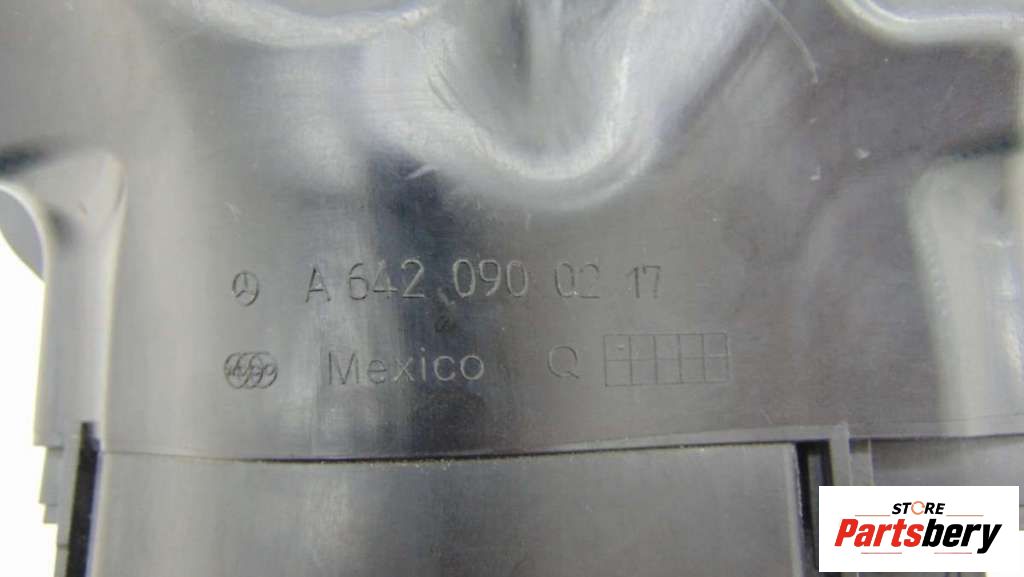 A 642 090 02 17
Mexico Q
STORE
Partsbery